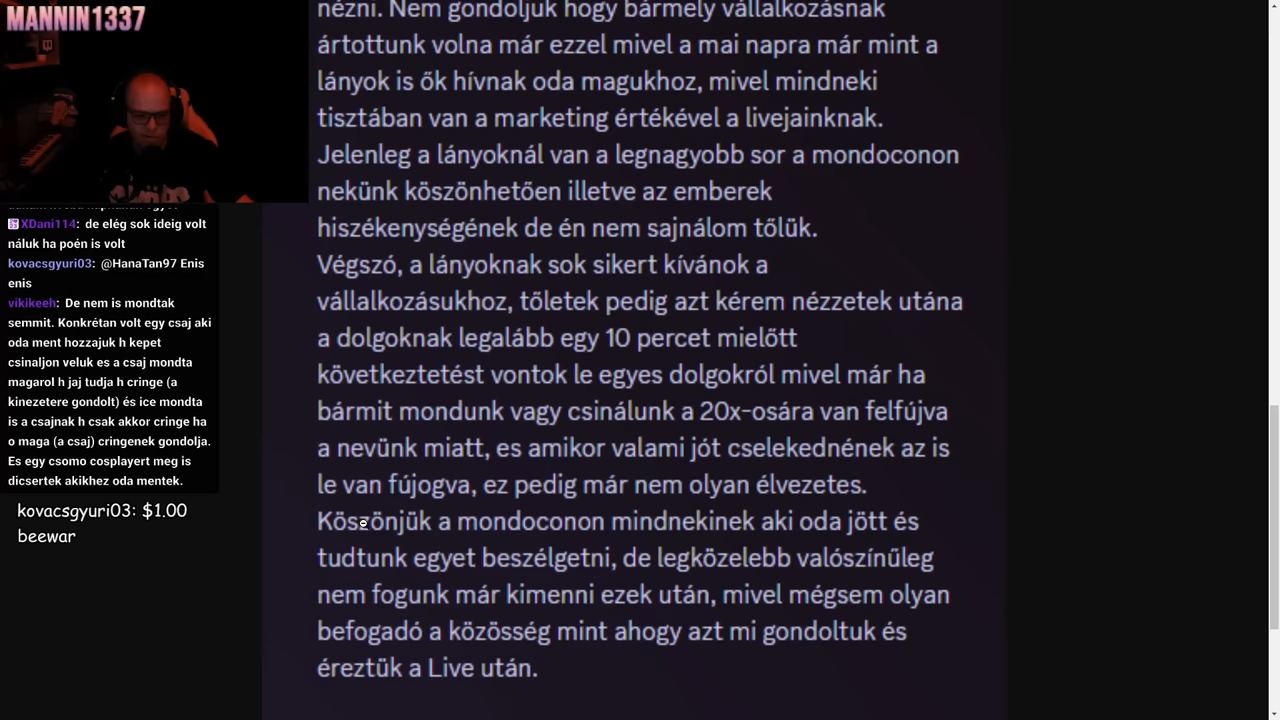 MANNIN1337
nézni. Nem gondoljuk hogy bármely vállalkozásnak
ártottunk volna már ezzel mivel a mai napra már mint a
lányok is ők hívnak oda magukhoz, mivel mindneki
tisztában van a marketing értékével a livejainknak.
Jelenleg a lányoknál van a legnagyobb sor a mondoconon
nekünk köszönhetően illetve az emberek
hiszékenységének de én nem sajnálom tőlük.
Végszó, a lányoknak sok sikert kívánok a
vállalkozásukhoz, tőletek pedig azt kérem nézzetek utána
a dolgoknak legalább egy 10 percet mielőtt
következtetést vontok le egyes dolgokról mivel már ha
bármit mondunk vagy csinálunk a 20x-osára van felfújva
a nevünk miatt, es amikor valami jót cselekednének az is
le van fújogva, ez pedig már nem olyan élvezetes.
Köszönjük a mondoconon mindnekinek aki oda jött és
tudtunk egyet beszélgetni, de legközelebb valószínűleg
nem fogunk már kimenni ezek után, mivel mégsem olyan
befogadó a közösség mint ahogy azt mi gondoltuk és
éreztük a Live után.
XDani114: de elég sok ideig volt
náluk ha poén is volt
kovacsgyuri03: @HanaTan97 Enis
enis
vikikeeh: De nem is mondtak
semmit. Konkrétan volt egy csaj aki
oda ment hozzajuk h kepet
csinaljon veluk es a csaj mondta
magarol h jaj tudja h cringe (a
kinezetere gondolt) és ice mondta
is a csajnak h csak akkor cringe ha
o maga (a csaj) cringenek gondolja.
Es egy csomo cosplayert meg is
dicsertek akikhez oda mentek.
kovacsgyuri03: $1.00
beewar